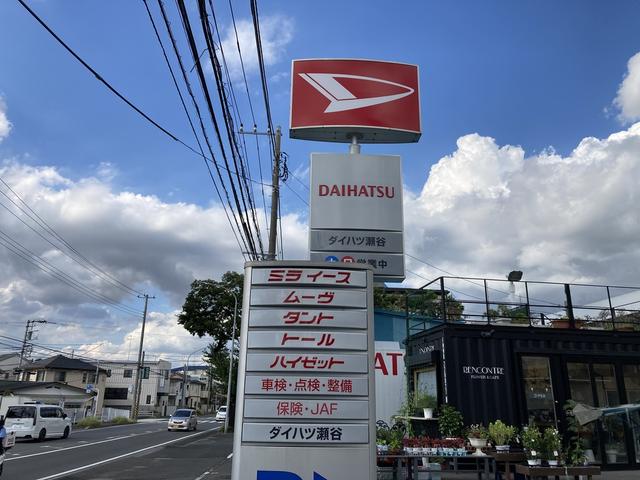 DAIHATSU
ダイハツ瀬谷
営業中
ミラ イース
ムーヴ
タント
トール
ハイゼット
車検・点検・整備
保険・JAF
ダイハツ瀬谷
RENCONTRE
FLOWER & CAFE